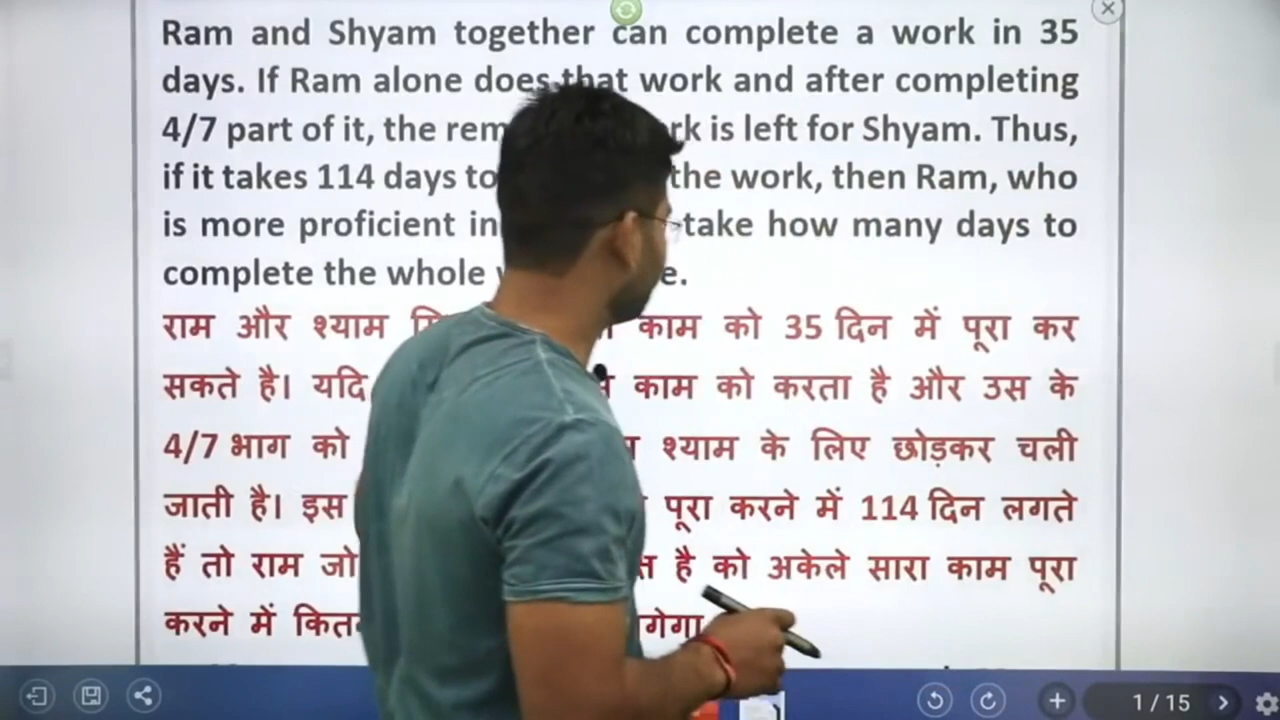 Ram and Shyam together can complete a work in 35
days. If Ram alone does that work and after completing
4/7 part of it, the is left for Shyam. Thus,
if it takes 114 days to the work, then Ram, who
is more proficient in take how many days to
complete the whole
राम और श्याम काम को 35 दिन में पूरा कर
सकते है। यदि काम को करता है और उस के
4/7 भाग को श्याम के लिए छोड़कर चली
जाती है। इस पूरा करने में 114 दिन लगते
हैं तो राम जो है को अकेले सारा काम पूरा
करने में
1 / 15